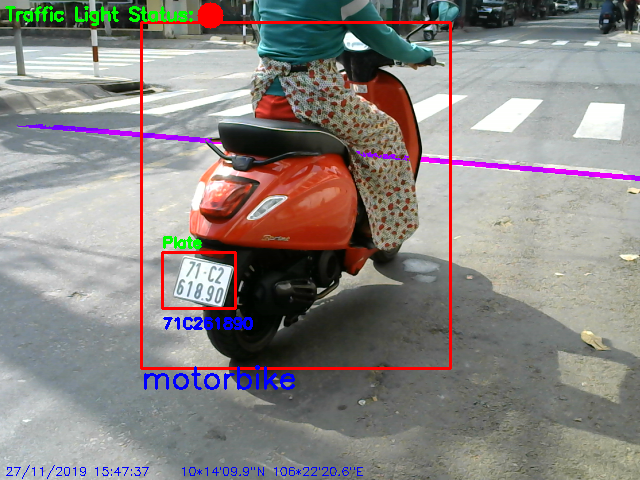 Traffic Light Status:
Sprint
Plate
71-C2
618.90
71C261890
motorbike
27/11/2019 15:47:37 10*14'09.9"N 106*22'20.6"E